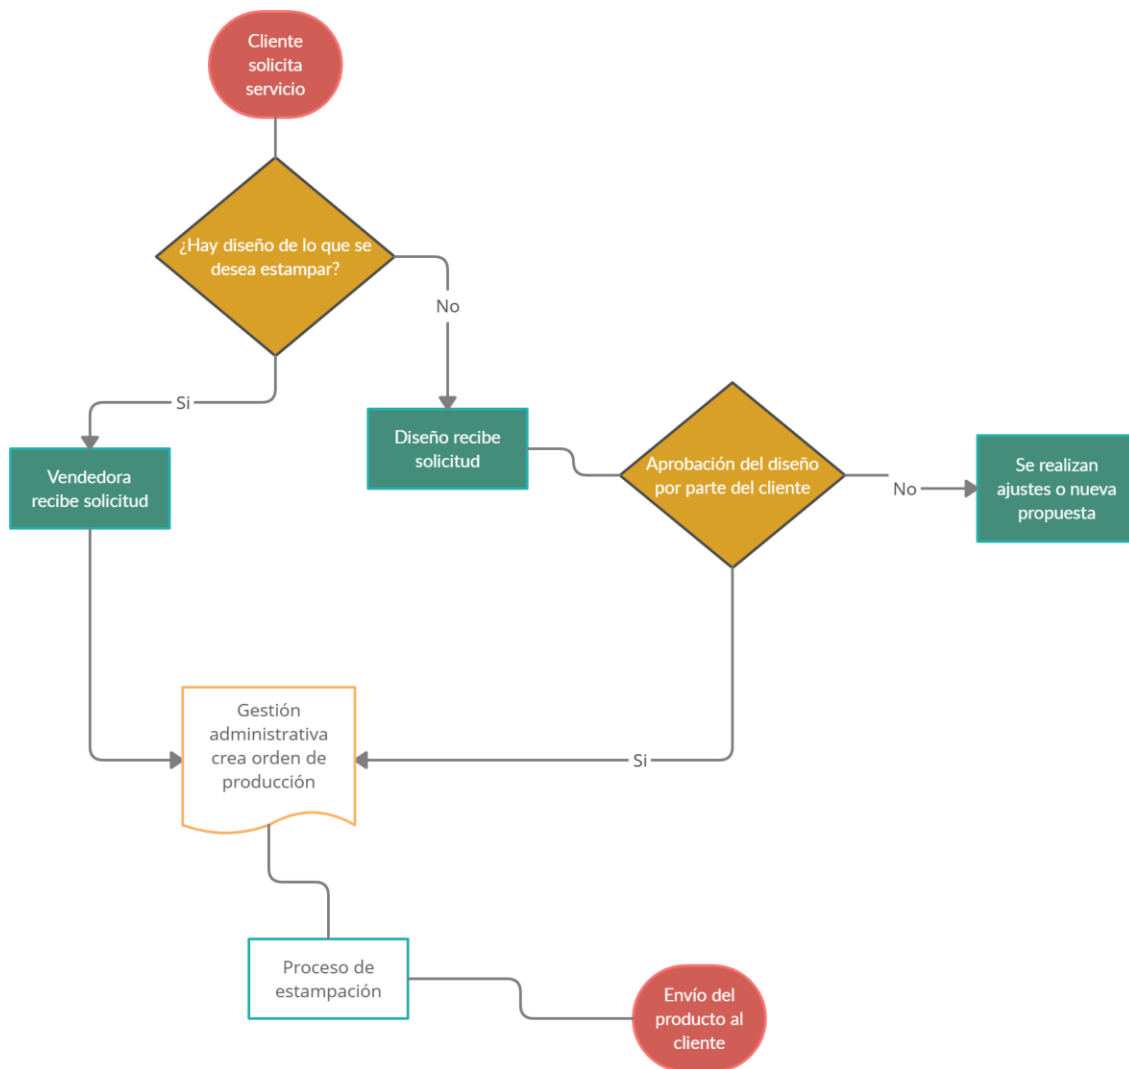 Cliente
solicita
servicio
¿Hay diseño de lo que se
desea estampar?
No
Si
Diseño recibe
solicitud
Vendedora
recibe solicitud
Aprobación del diseño
por parte del cliente
No
Se realizan
ajustes o nueva
propuesta
Gestión
administrativa
crea orden de
producción
Si
Proceso de
estampación
Envío del
producto al
cliente